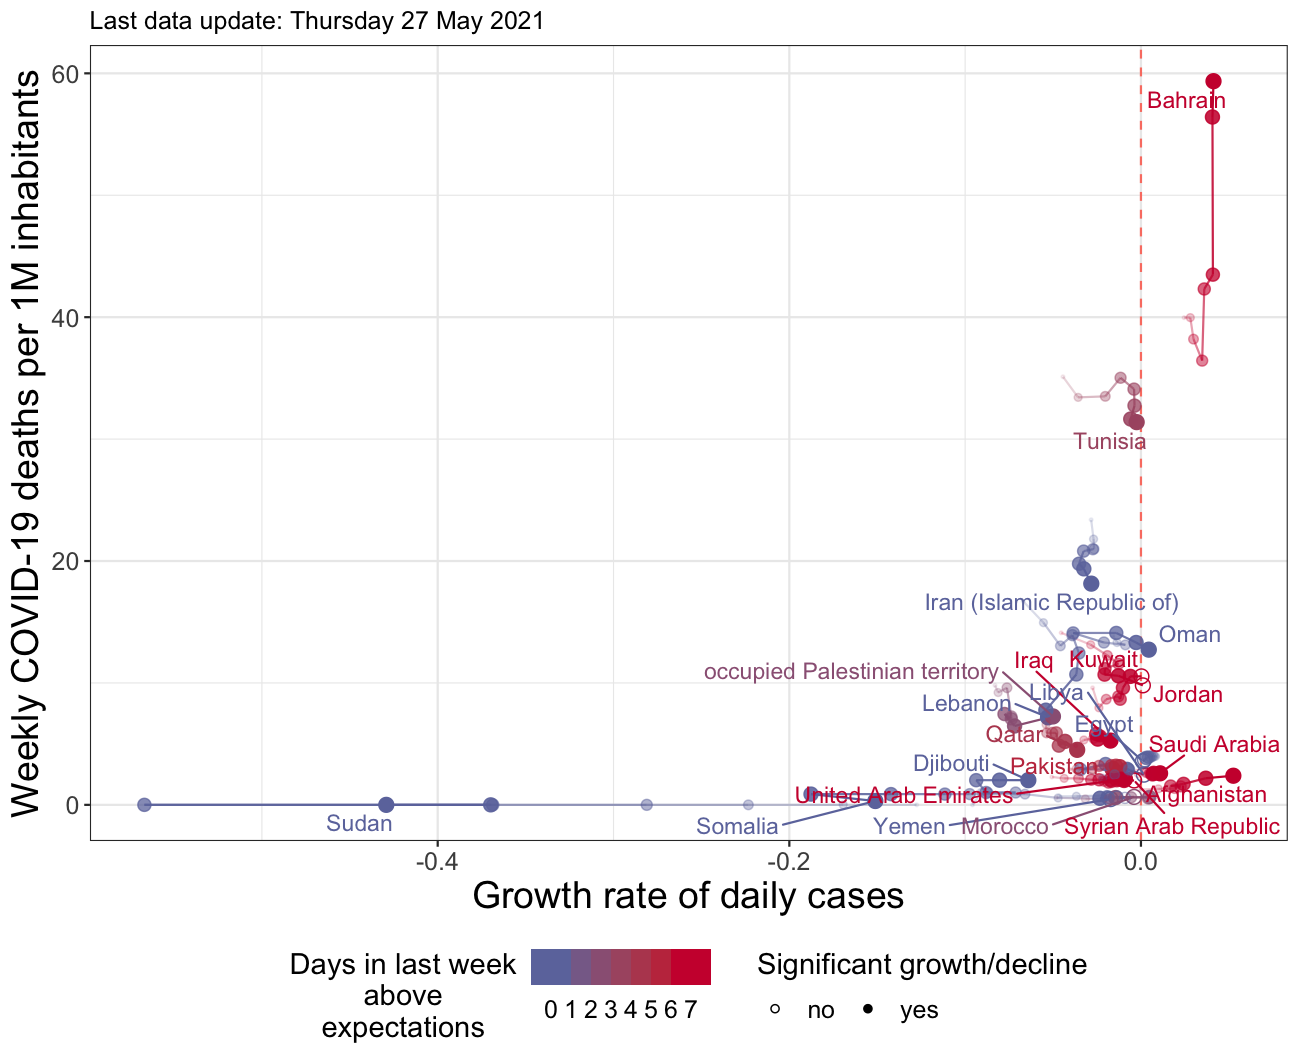 Last data update: Thursday 27 May 2021
Weekly COVID-19 deaths per 1M inhabitants
60
40
20
0
Bahrain
Tunisia
Iran (Islamic Republic of)
Oman
Iraq
Kuwait
occupied Palestinian territory
Libya
Jordan
Lebanon
Egypt
Qatar
Saudi Arabia
Djibouti
Pakistan
United Arab Emirates
Afghanistan
Sudan
Somalia
Yemen
Morocco
Syrian Arab Republic
-0.4
-0.2
0.0
Growth rate of daily cases
Days in last week
above
expectations
0 1 2 3 4 5 6 7
Significant growth/decline
no
yes